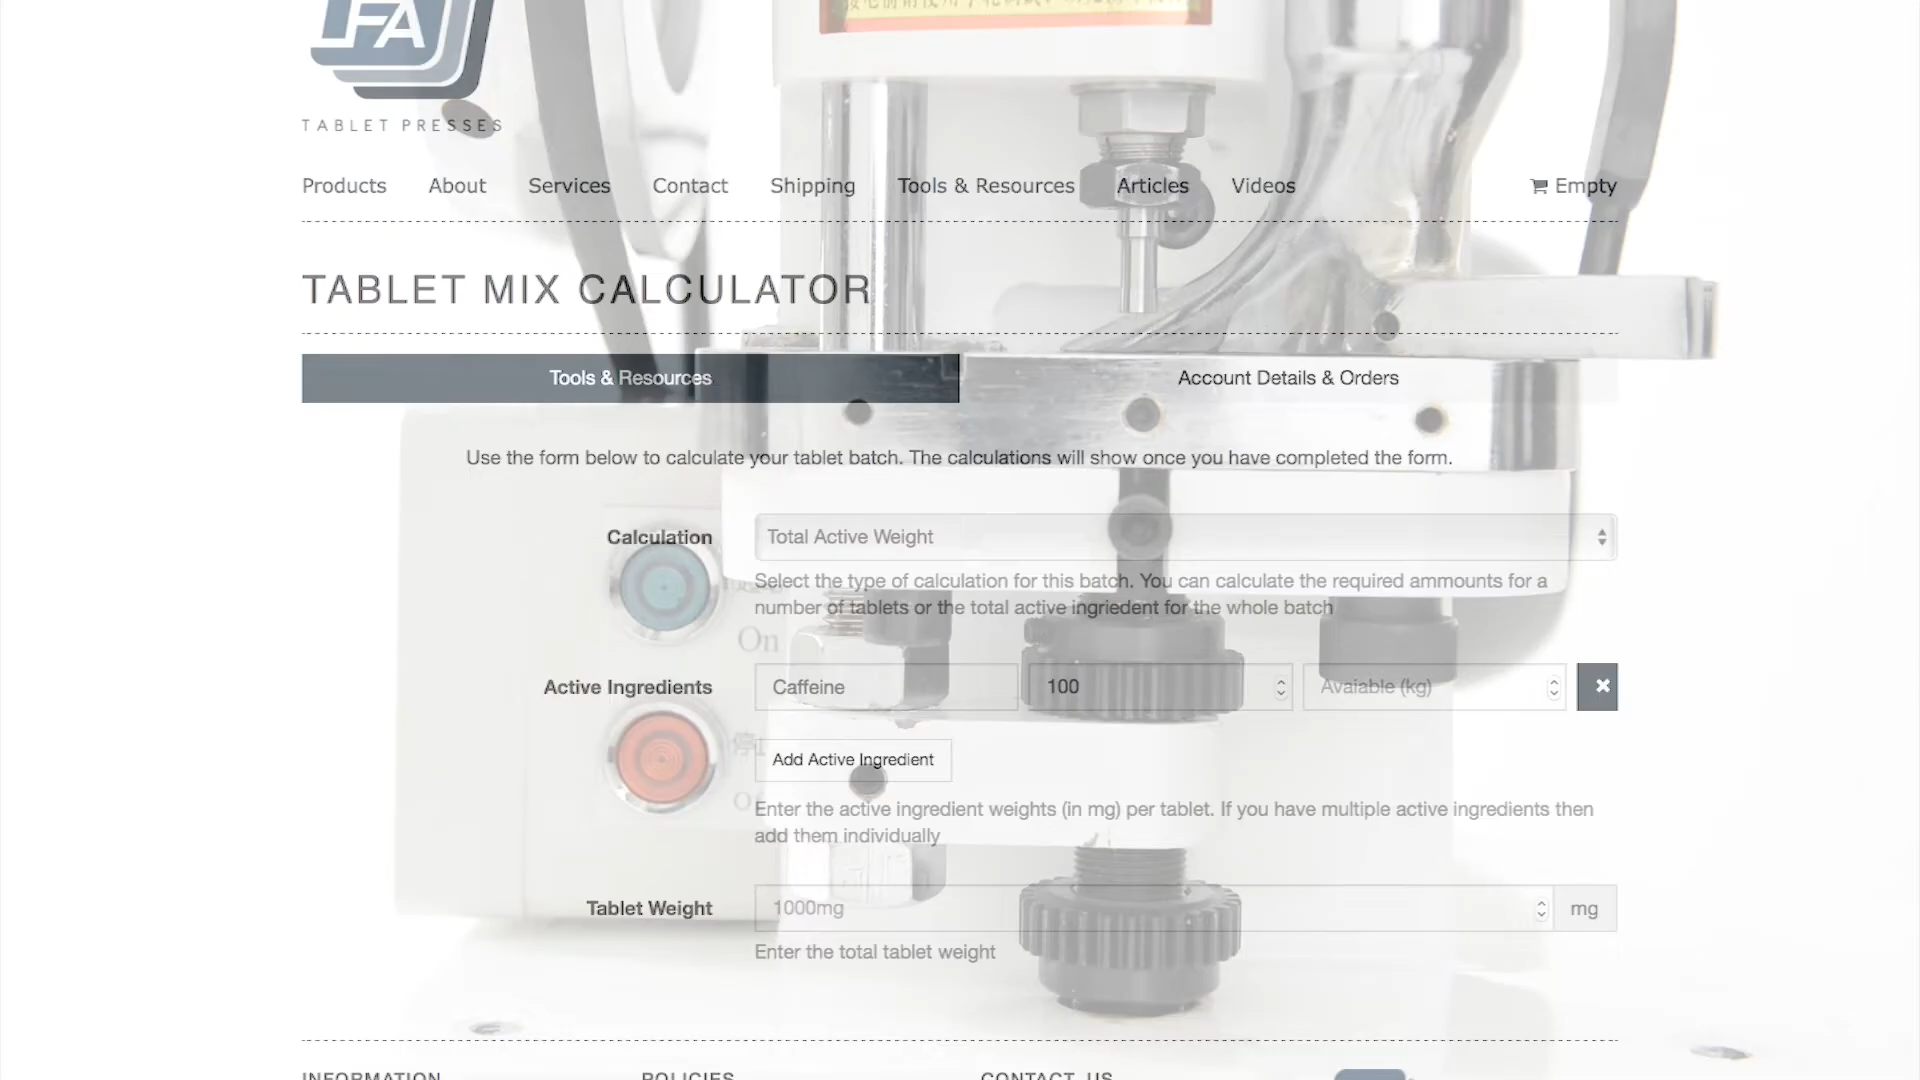 LFA
TABLET PRESSES
Products About Services Contact Shipping Tools & Resources Articles Videos Empty
TABLET MIX CALCULATOR
Tools & Resources Account Details & Orders
Use the form below to calculate your tablet batch. The calculations will show once you have completed the form.
Calculation Total Active Weight
Select the type of calculation for this batch. You can calculate the required ammounts for a
number of tablets or the total active ingriedent for the whole batch
On
Active Ingredients Caffeine 100 Avaiable (kg)
Add Active Ingredient
Enter the active ingredient weights (in mg) per tablet. If you have multiple active ingredients then
add them individually
Tablet Weight 1000mg mg
Enter the total tablet weight
INFORMATION POLICIES CONTACT US